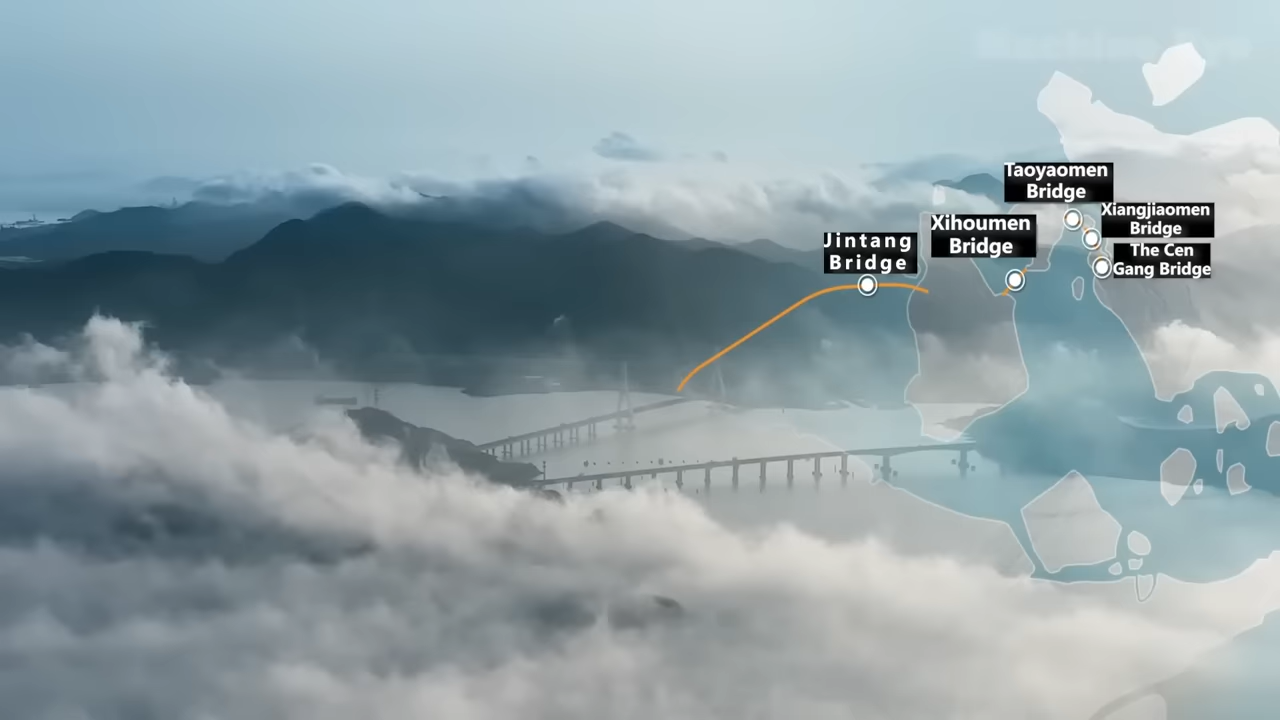 Taoyaomen
Bridge
Xiangjiaomen
Bridge
Xihoumen
Bridge
Jintang
Bridge
The Cen
Gang Bridge